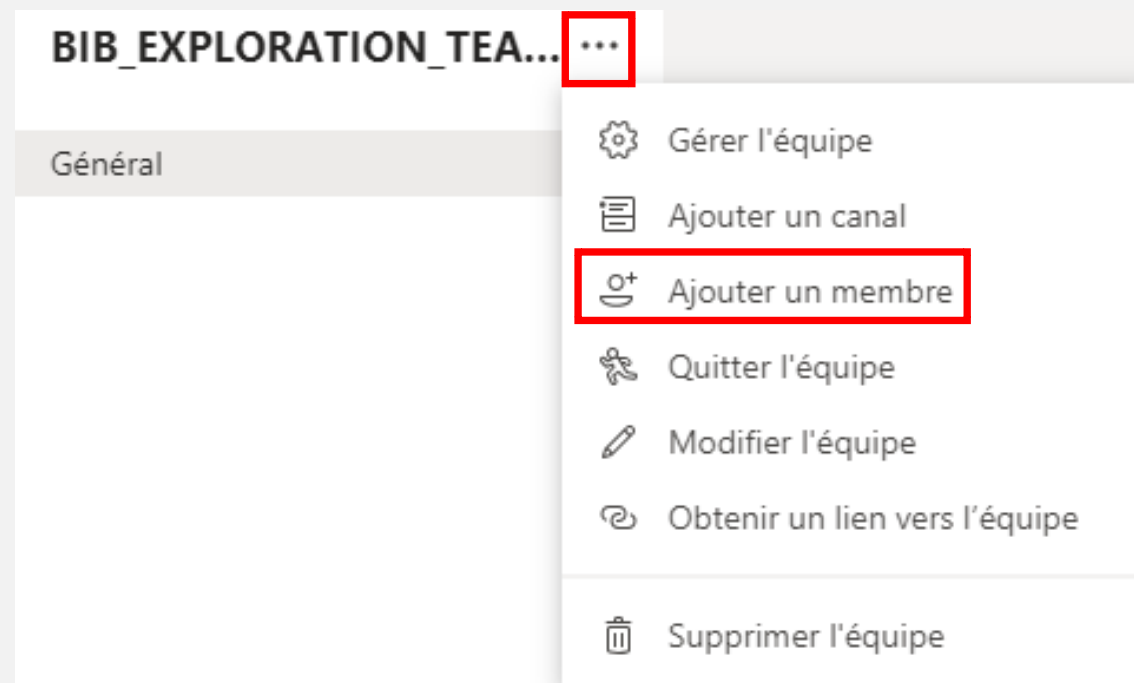 BIB_EXPLORATION_TEA... ...
Général
Gérer l'équipe
Ajouter un canal
Ajouter un membre
Quitter l'équipe
Modifier l'équipe
Obtenir un lien vers l’équipe
Supprimer l'équipe